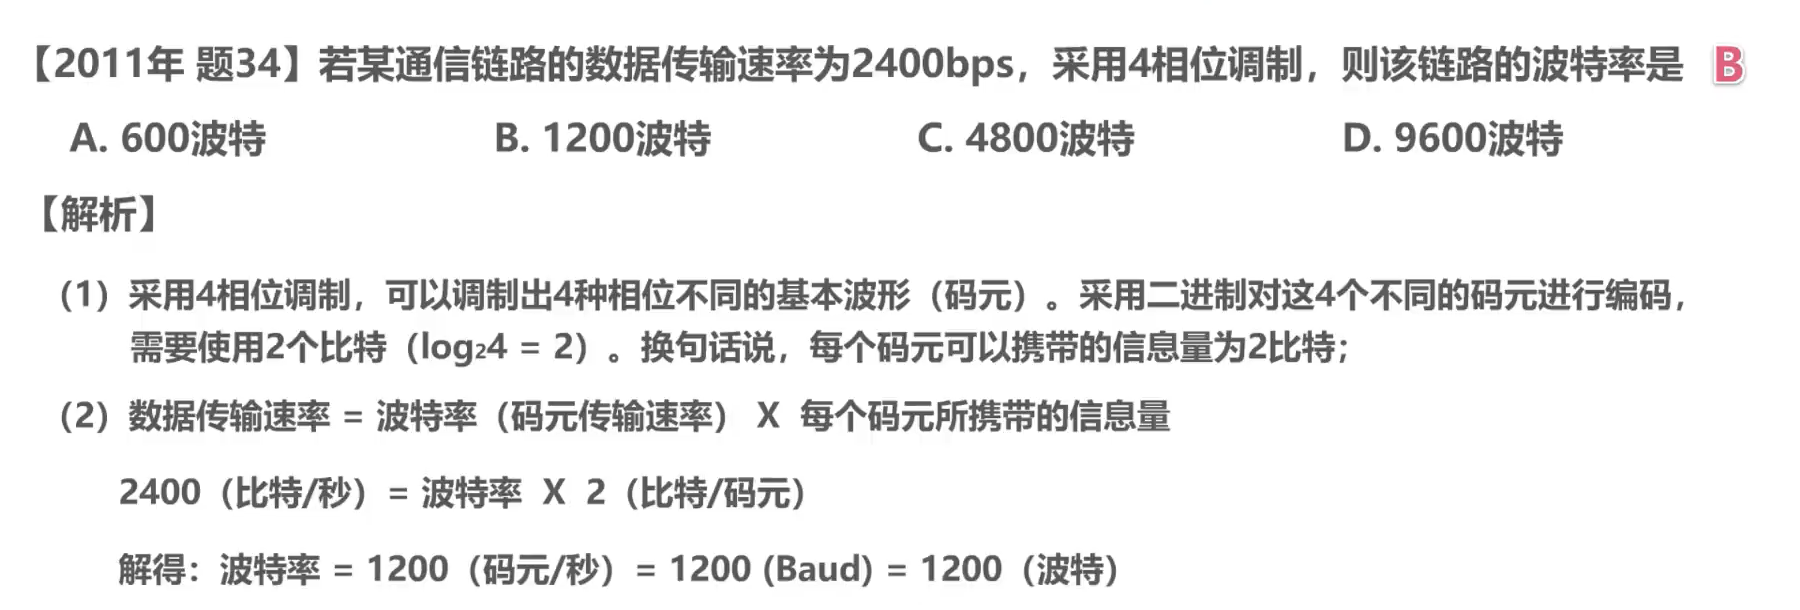 【2011年 题34】若某通信链路的数据传输速率为2400bps，采用4相位调制，则该链路的波特率是 B
A. 600波特 B. 1200波特 C. 4800波特 D. 9600波特
【解析】
（1）采用4相位调制，可以调制出4种相位不同的基本波形（码元）。采用二进制对这4个不同的码元进行编码，
需要使用2个比特（log₂4 = 2）。换句话说，每个码元可以携带的信息量为2比特；
（2）数据传输速率 = 波特率（码元传输速率） X 每个码元所携带的信息量
2400（比特/秒）= 波特率 X 2（比特/码元）
解得：波特率 = 1200（码元/秒）= 1200 (Baud) = 1200（波特）